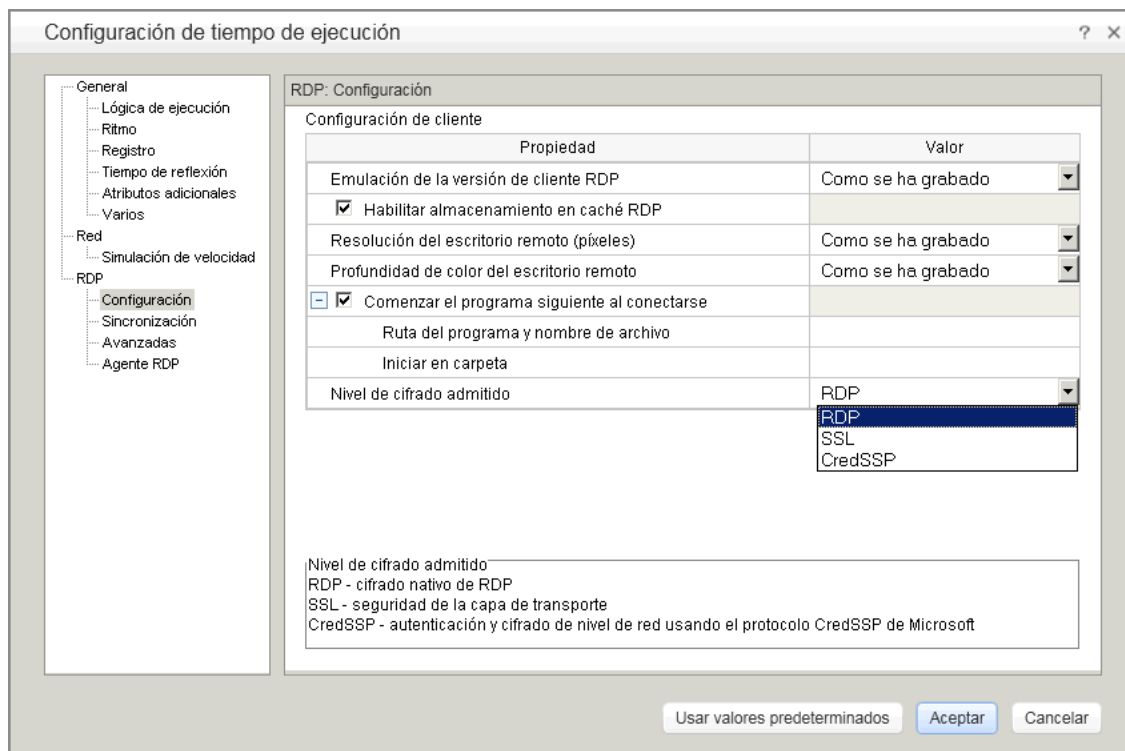 Configuración de tiempo de ejecución
General
Lógica de ejecución
Ritmo
Registro
Tiempo de reflexión
Atributos adicionales
Varios
Red
Simulación de velocidad
RDP
Configuración
Sincronización
Avanzadas
Agente RDP
RDP: Configuración
Configuración de cliente
Propiedad Valor
Emulación de la versión de cliente RDP Como se ha grabado
Habilitar almacenamiento en caché RDP
Resolución del escritorio remoto (píxeles) Como se ha grabado
Profundidad de color del escritorio remoto Como se ha grabado
Comenzar el programa siguiente al conectarse
Ruta del programa y nombre de archivo
Iniciar en carpeta
Nivel de cifrado admitido RDP
RDP
SSL
CredSSP
Nivel de cifrado admitido
RDP - cifrado nativo de RDP
SSL - seguridad de la capa de transporte
CredSSP - autenticación y cifrado de nivel de red usando el protocolo CredSSP de Microsoft
Usar valores predeterminados Aceptar Cancelar